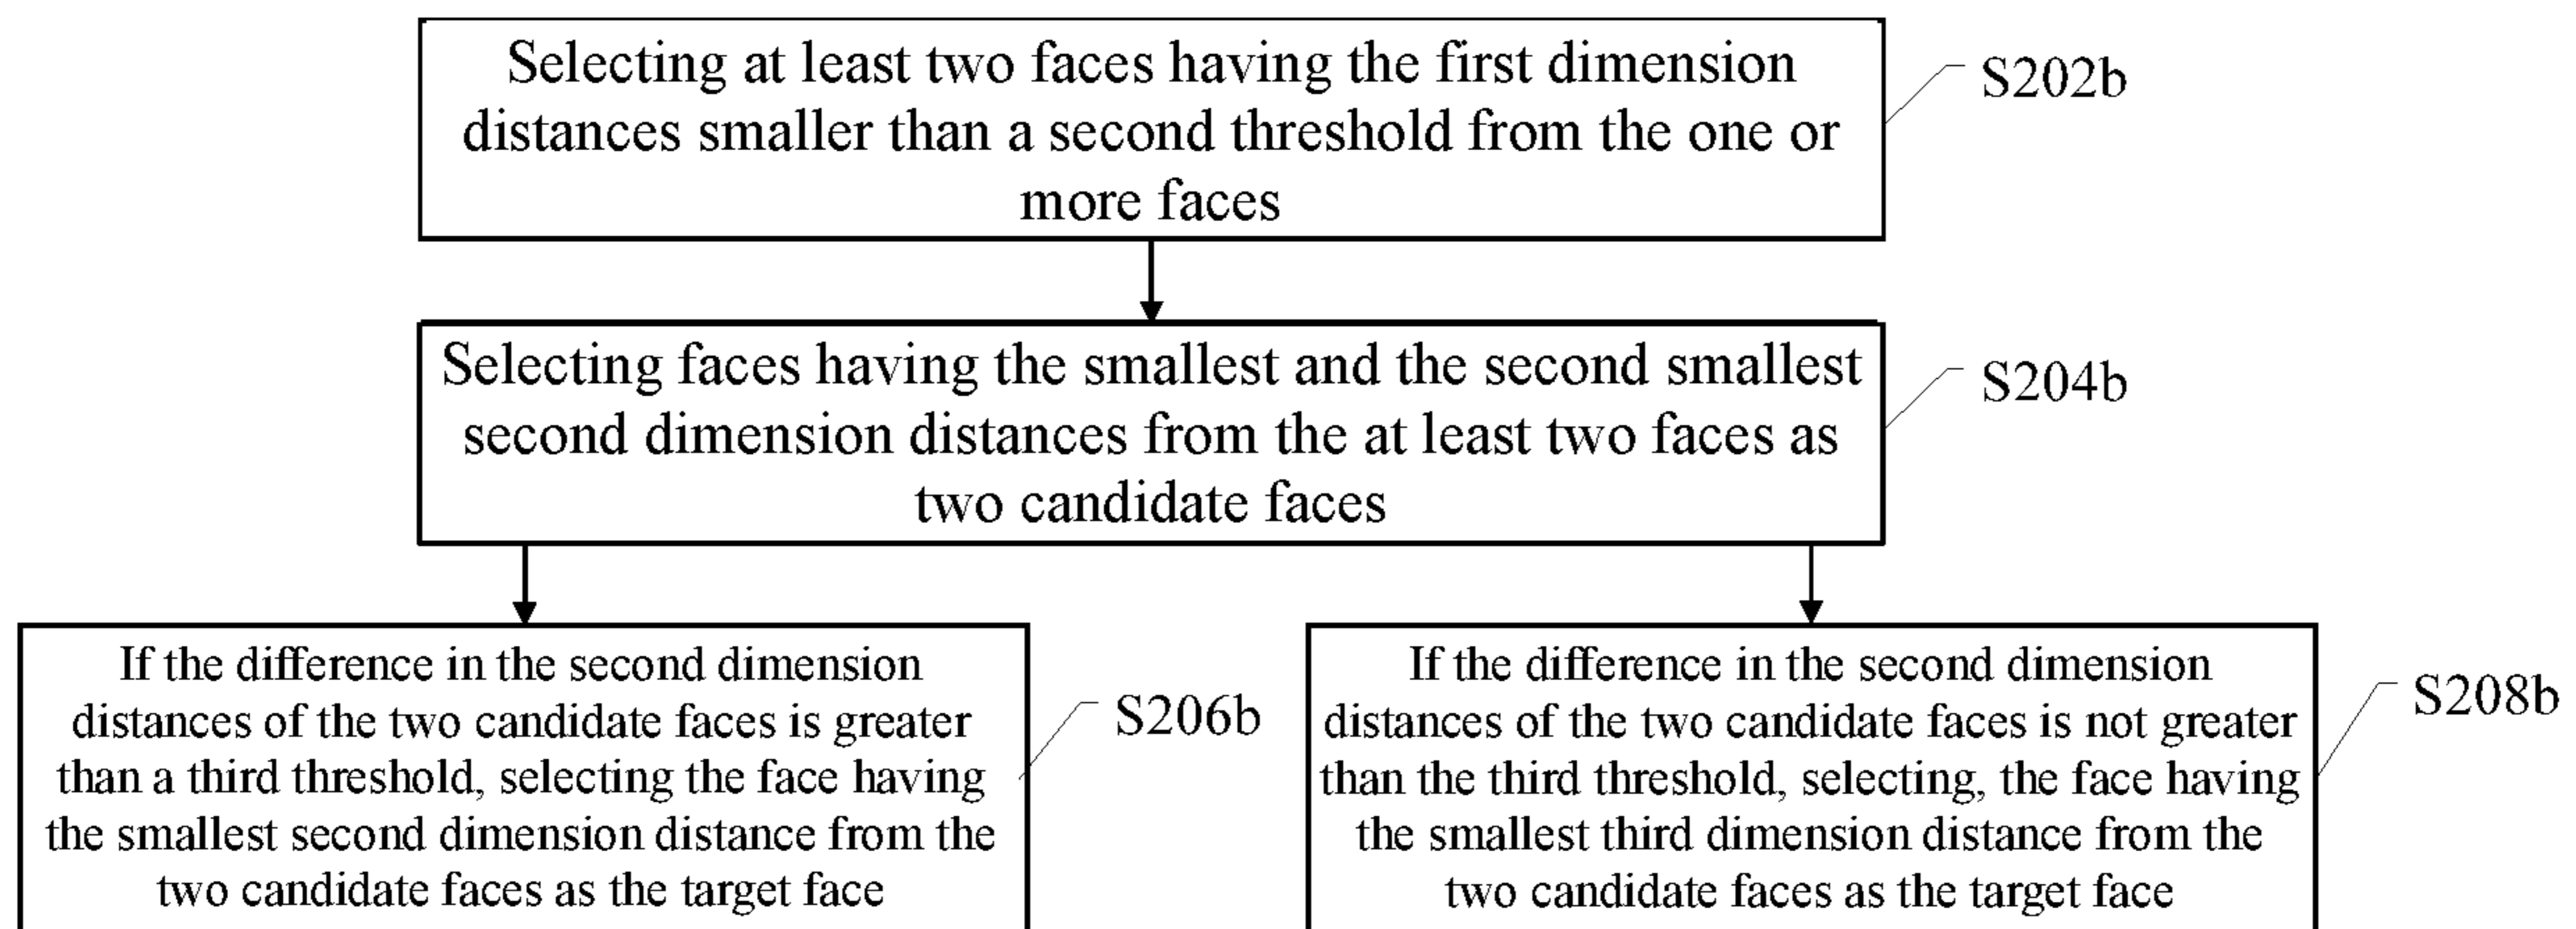 Selecting at least two faces having the first dimension
distances smaller than a second threshold from the one or
more faces
S202b
Selecting faces having the smallest and the second smallest
second dimension distances from the at least two faces as
two candidate faces
S204b
If the difference in the second dimension
distances of the two candidate faces is greater
than a third threshold, selecting the face having
the smallest second dimension distance from the
two candidate faces as the target face
S206b
If the difference in the second dimension
distances of the two candidate faces is not greater
than the third threshold, selecting, the face having
the smallest third dimension distance from the
two candidate faces as the target face
S208b